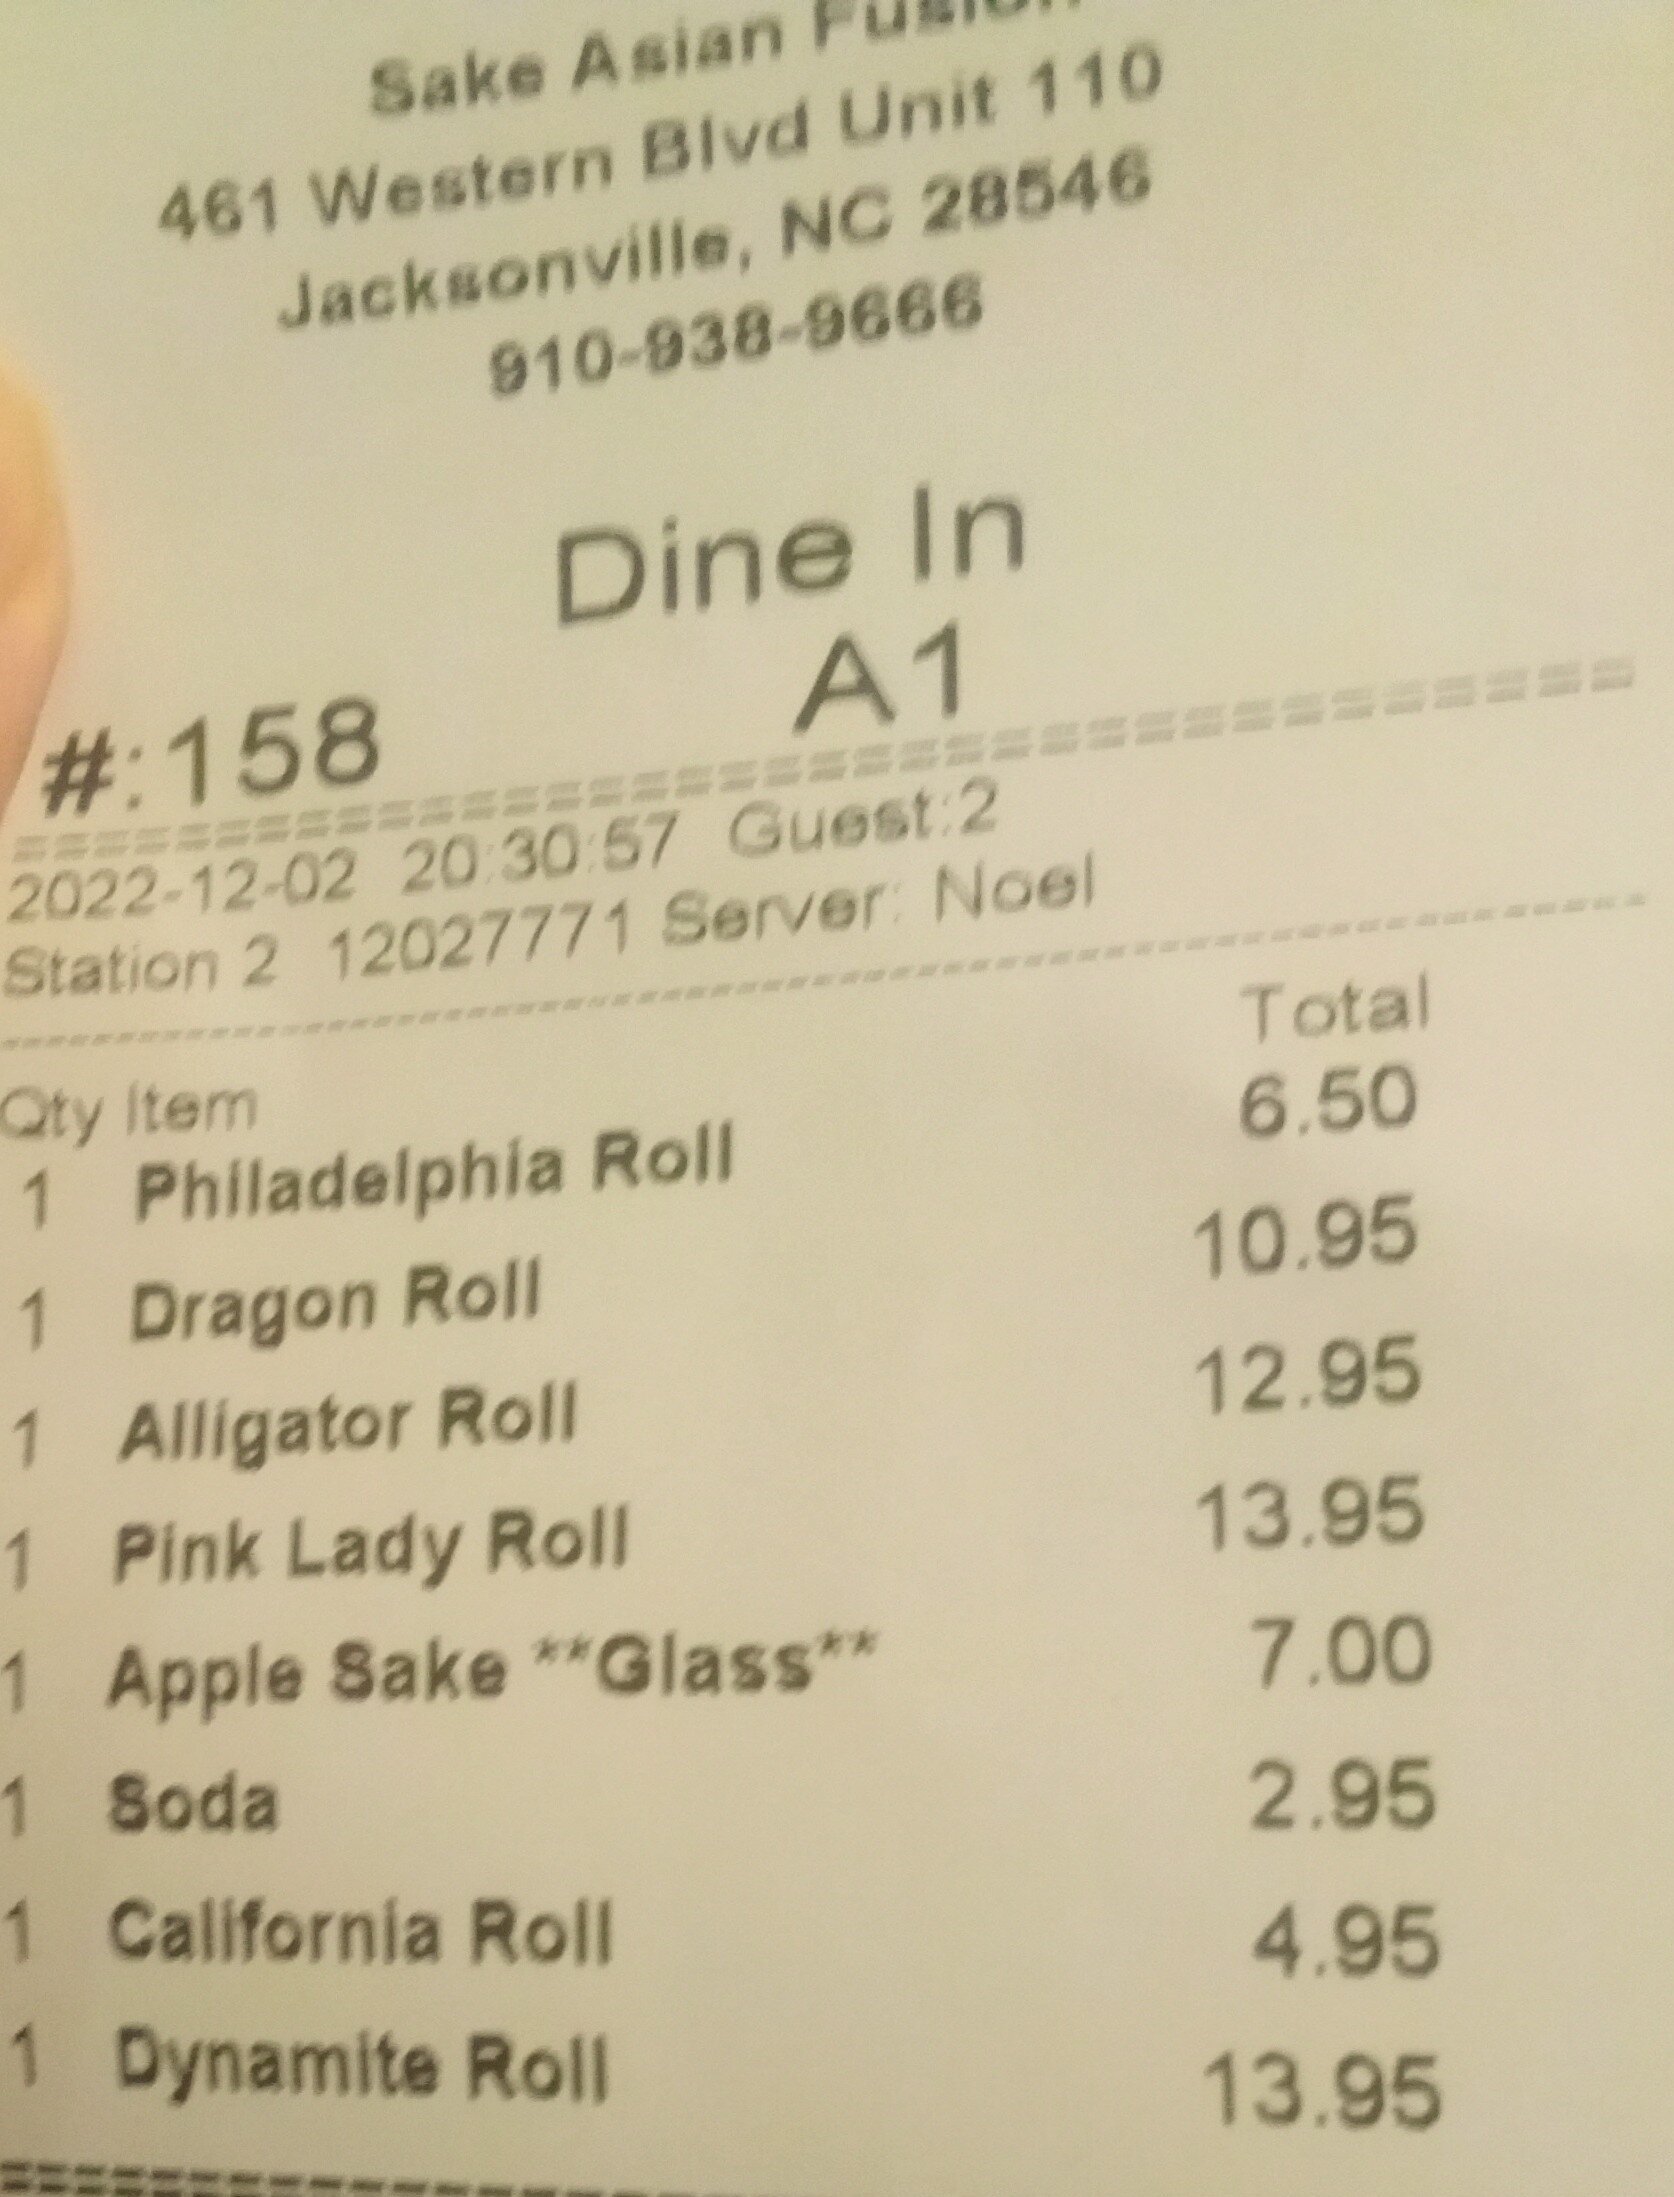 Sake Asian Fusion
461 Western Blvd Unit 110
Jacksonville, NC 28546
910-938-9666
Dine In
#:158 A1
==========================================
2022-12-02 20:30:57 Guest:2
Station 2 12027771 Server: Noel
------------------------------------------------------------
Qty Item Total
1 Philadelphia Roll 6.50
1 Dragon Roll 10.95
1 Alligator Roll 12.95
1 Pink Lady Roll 13.95
1 Apple Sake **Glass** 7.00
1 Soda 2.95
1 California Roll 4.95
1 Dynamite Roll 13.95